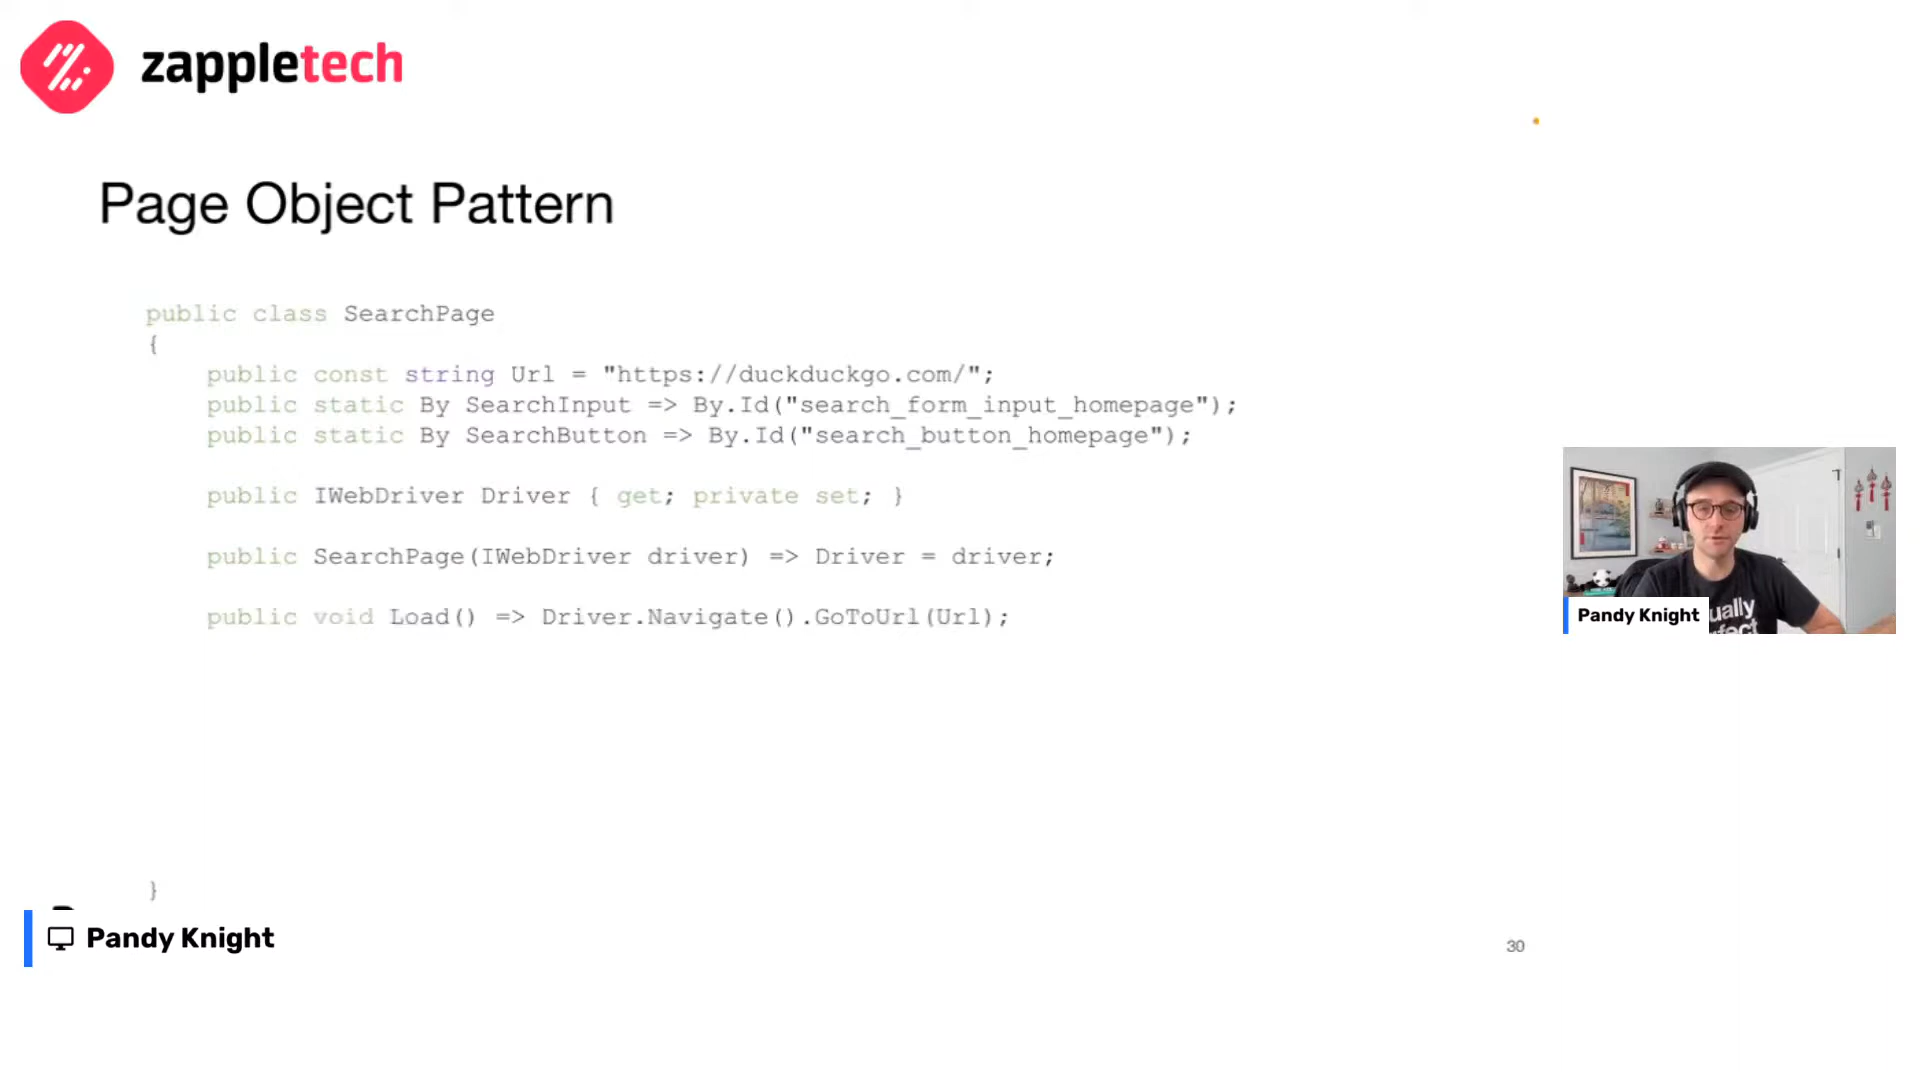 zappletech
Page Object Pattern
public class SearchPage
{
public const string Url = "https://duckduckgo.com/";
public static By SearchInput => By.Id("search_form_input_homepage");
public static By SearchButton => By.Id("search_button_homepage");
public IWebDriver Driver { get; private set; }
public SearchPage(IWebDriver driver) => Driver = driver;
public void Load() => Driver.Navigate().GoToUrl(Url);
}
Pandy Knight
30
Pandy Knight